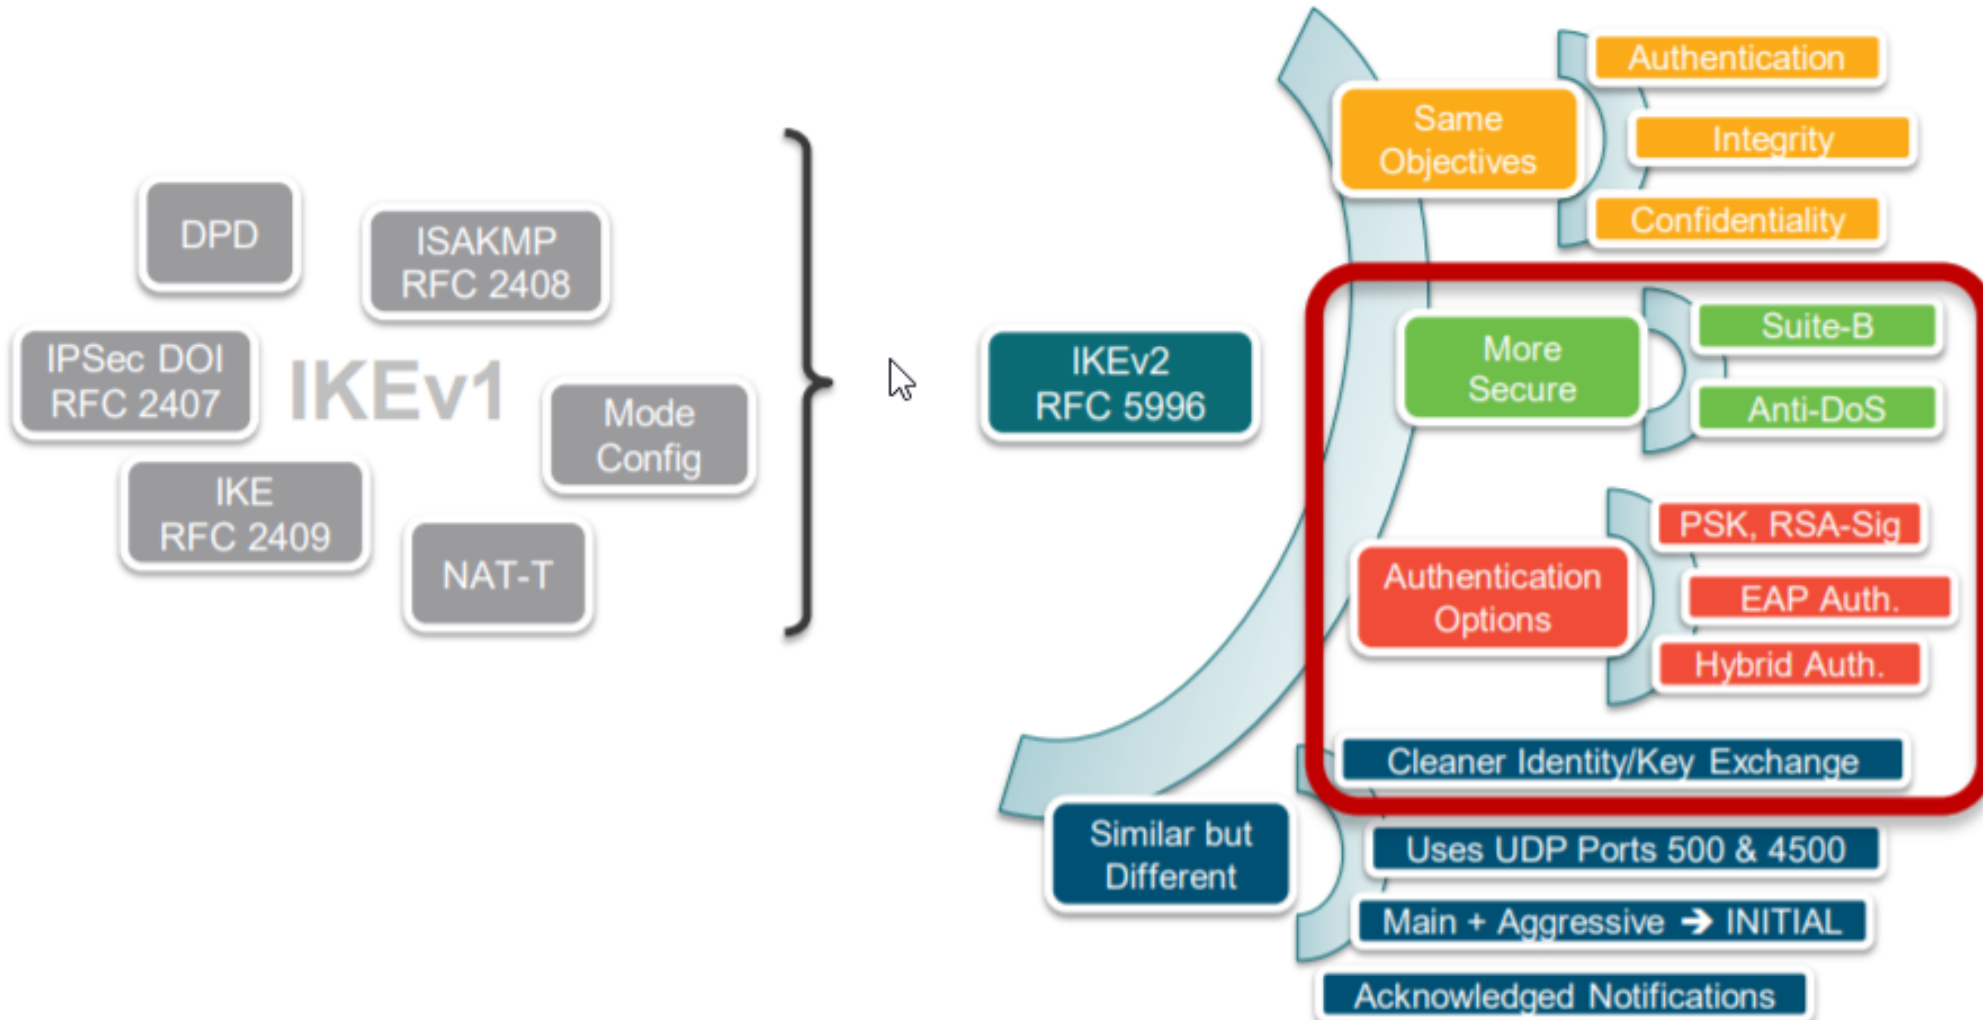 DPD
ISAKMP
RFC 2408
IPSec DOI
RFC 2407
IKEv1
Mode
Config
IKE
RFC 2409
NAT-T
IKEv2
RFC 5996
Same
Objectives
Authentication
Integrity
Confidentiality
More
Secure
Suite-B
Anti-DoS
Authentication
Options
PSK, RSA-Sig
EAP Auth.
Hybrid Auth.
Similar but
Different
Cleaner Identity/Key Exchange
Uses UDP Ports 500 & 4500
Main + Aggressive ➔ INITIAL
Acknowledged Notifications